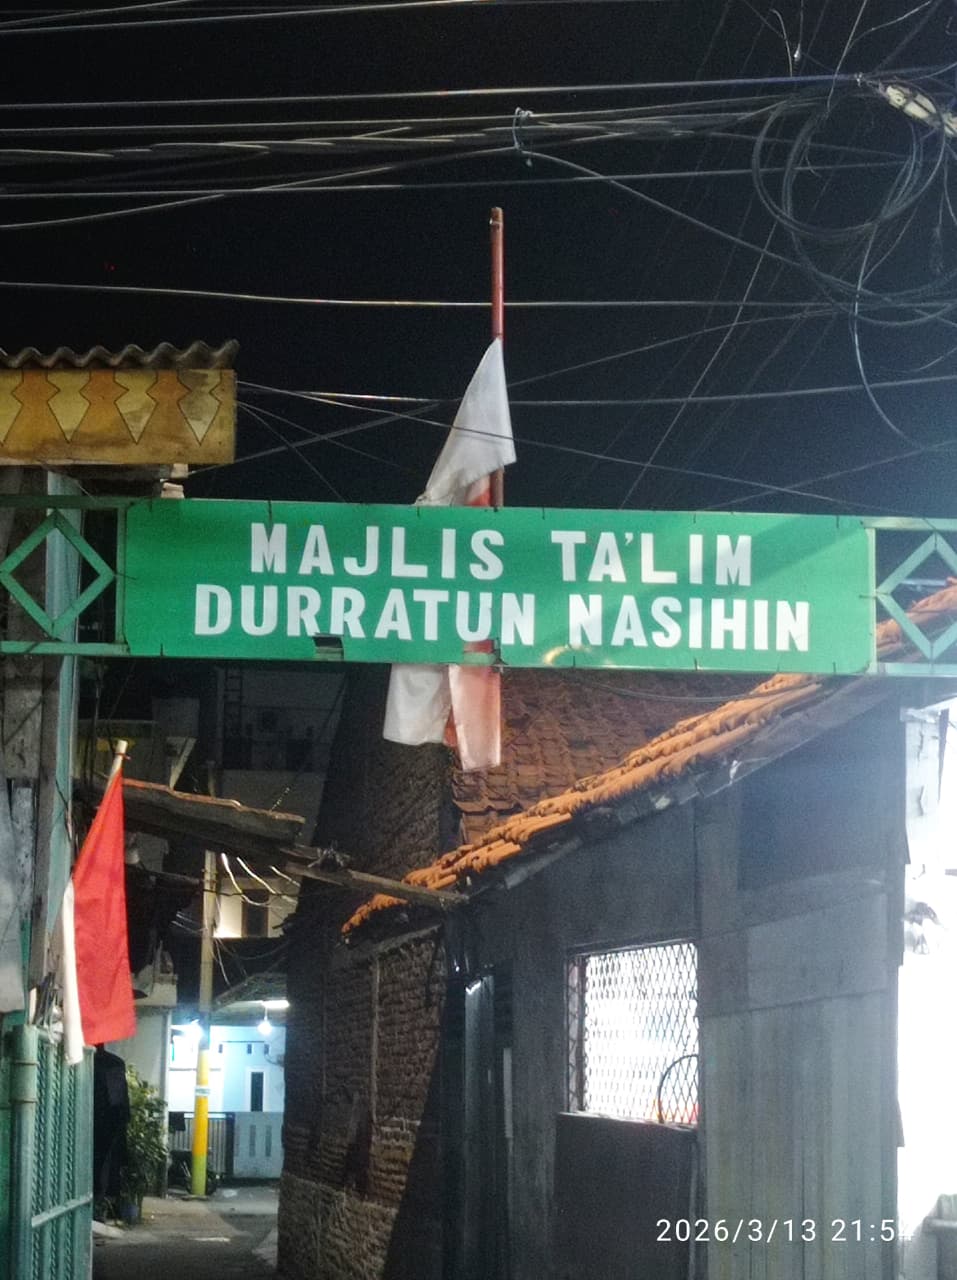 MAJLIS TA'LIM
DURRATUN NASIHIN
2026/3/13 21:54